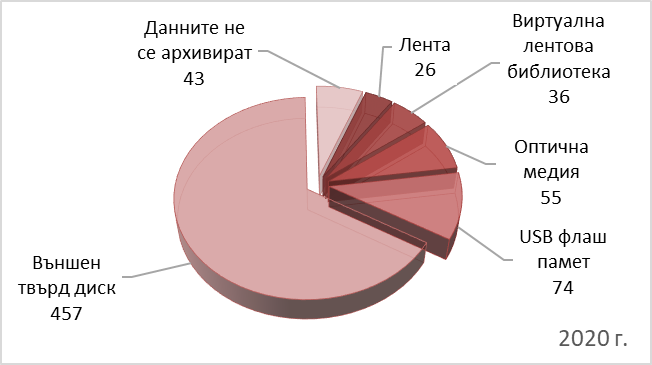 Данните не
се архивират
43
Лента
26
Виртуална
лентова
библиотека
36
Оптична
медия
55
USB флаш
памет
74
Външен
твърд диск
457
2020 г.